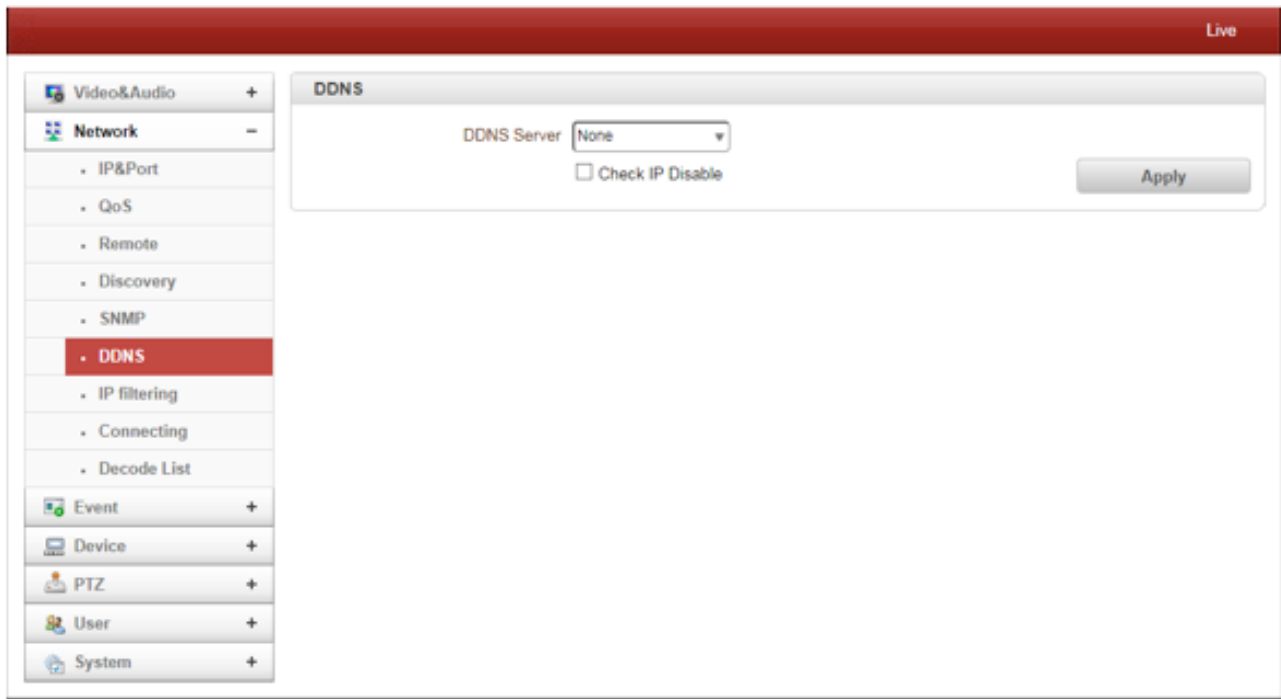 Live
Video&Audio +
Network -
IP&Port
QoS
Remote
Discovery
SNMP
DDNS
IP filtering
Connecting
Decode List
Event +
Device +
PTZ +
User +
System +
DDNS
DDNS Server None
Check IP Disable
Apply